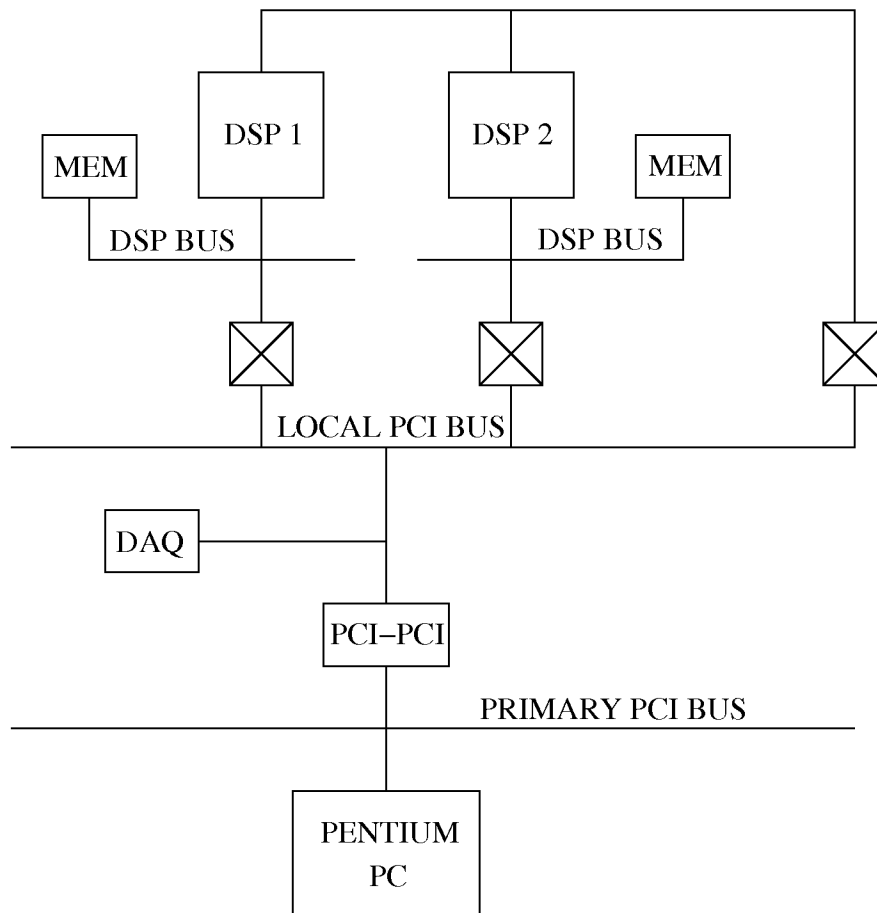 DSP 1
DSP 2
MEM
MEM
DSP BUS
DSP BUS
LOCAL PCI BUS
DAQ
PCI–PCI
PRIMARY PCI BUS
PENTIUM
PC